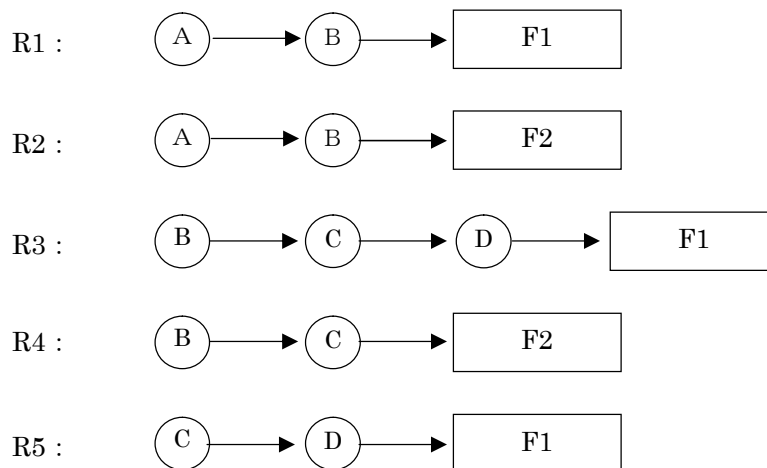 R1 : A B F1
R2 : A B F2
R3 : B C D F1
R4 : B C F2
R5 : C D F1